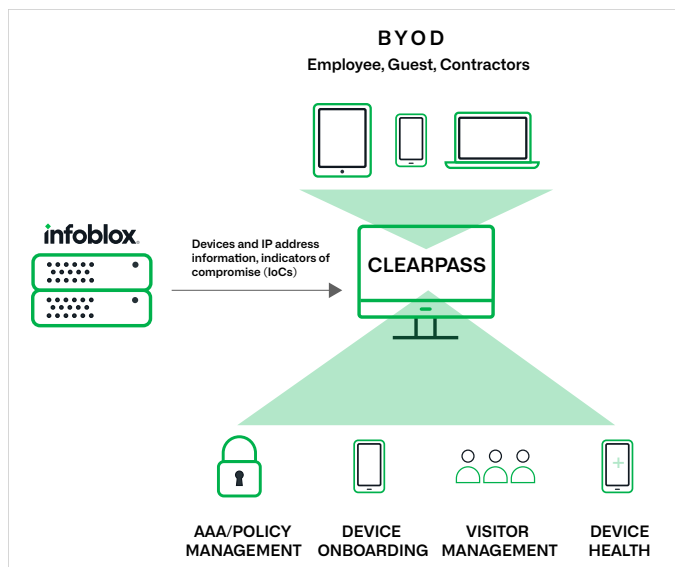 BYOD
Employee, Guest, Contractors
infoblox.
Devices and IP address
information, indicators of
compromise (IoCs)
CLEARPASS
AAA/POLICY
MANAGEMENT
DEVICE
ONBOARDING
VISITOR
MANAGEMENT
DEVICE
HEALTH